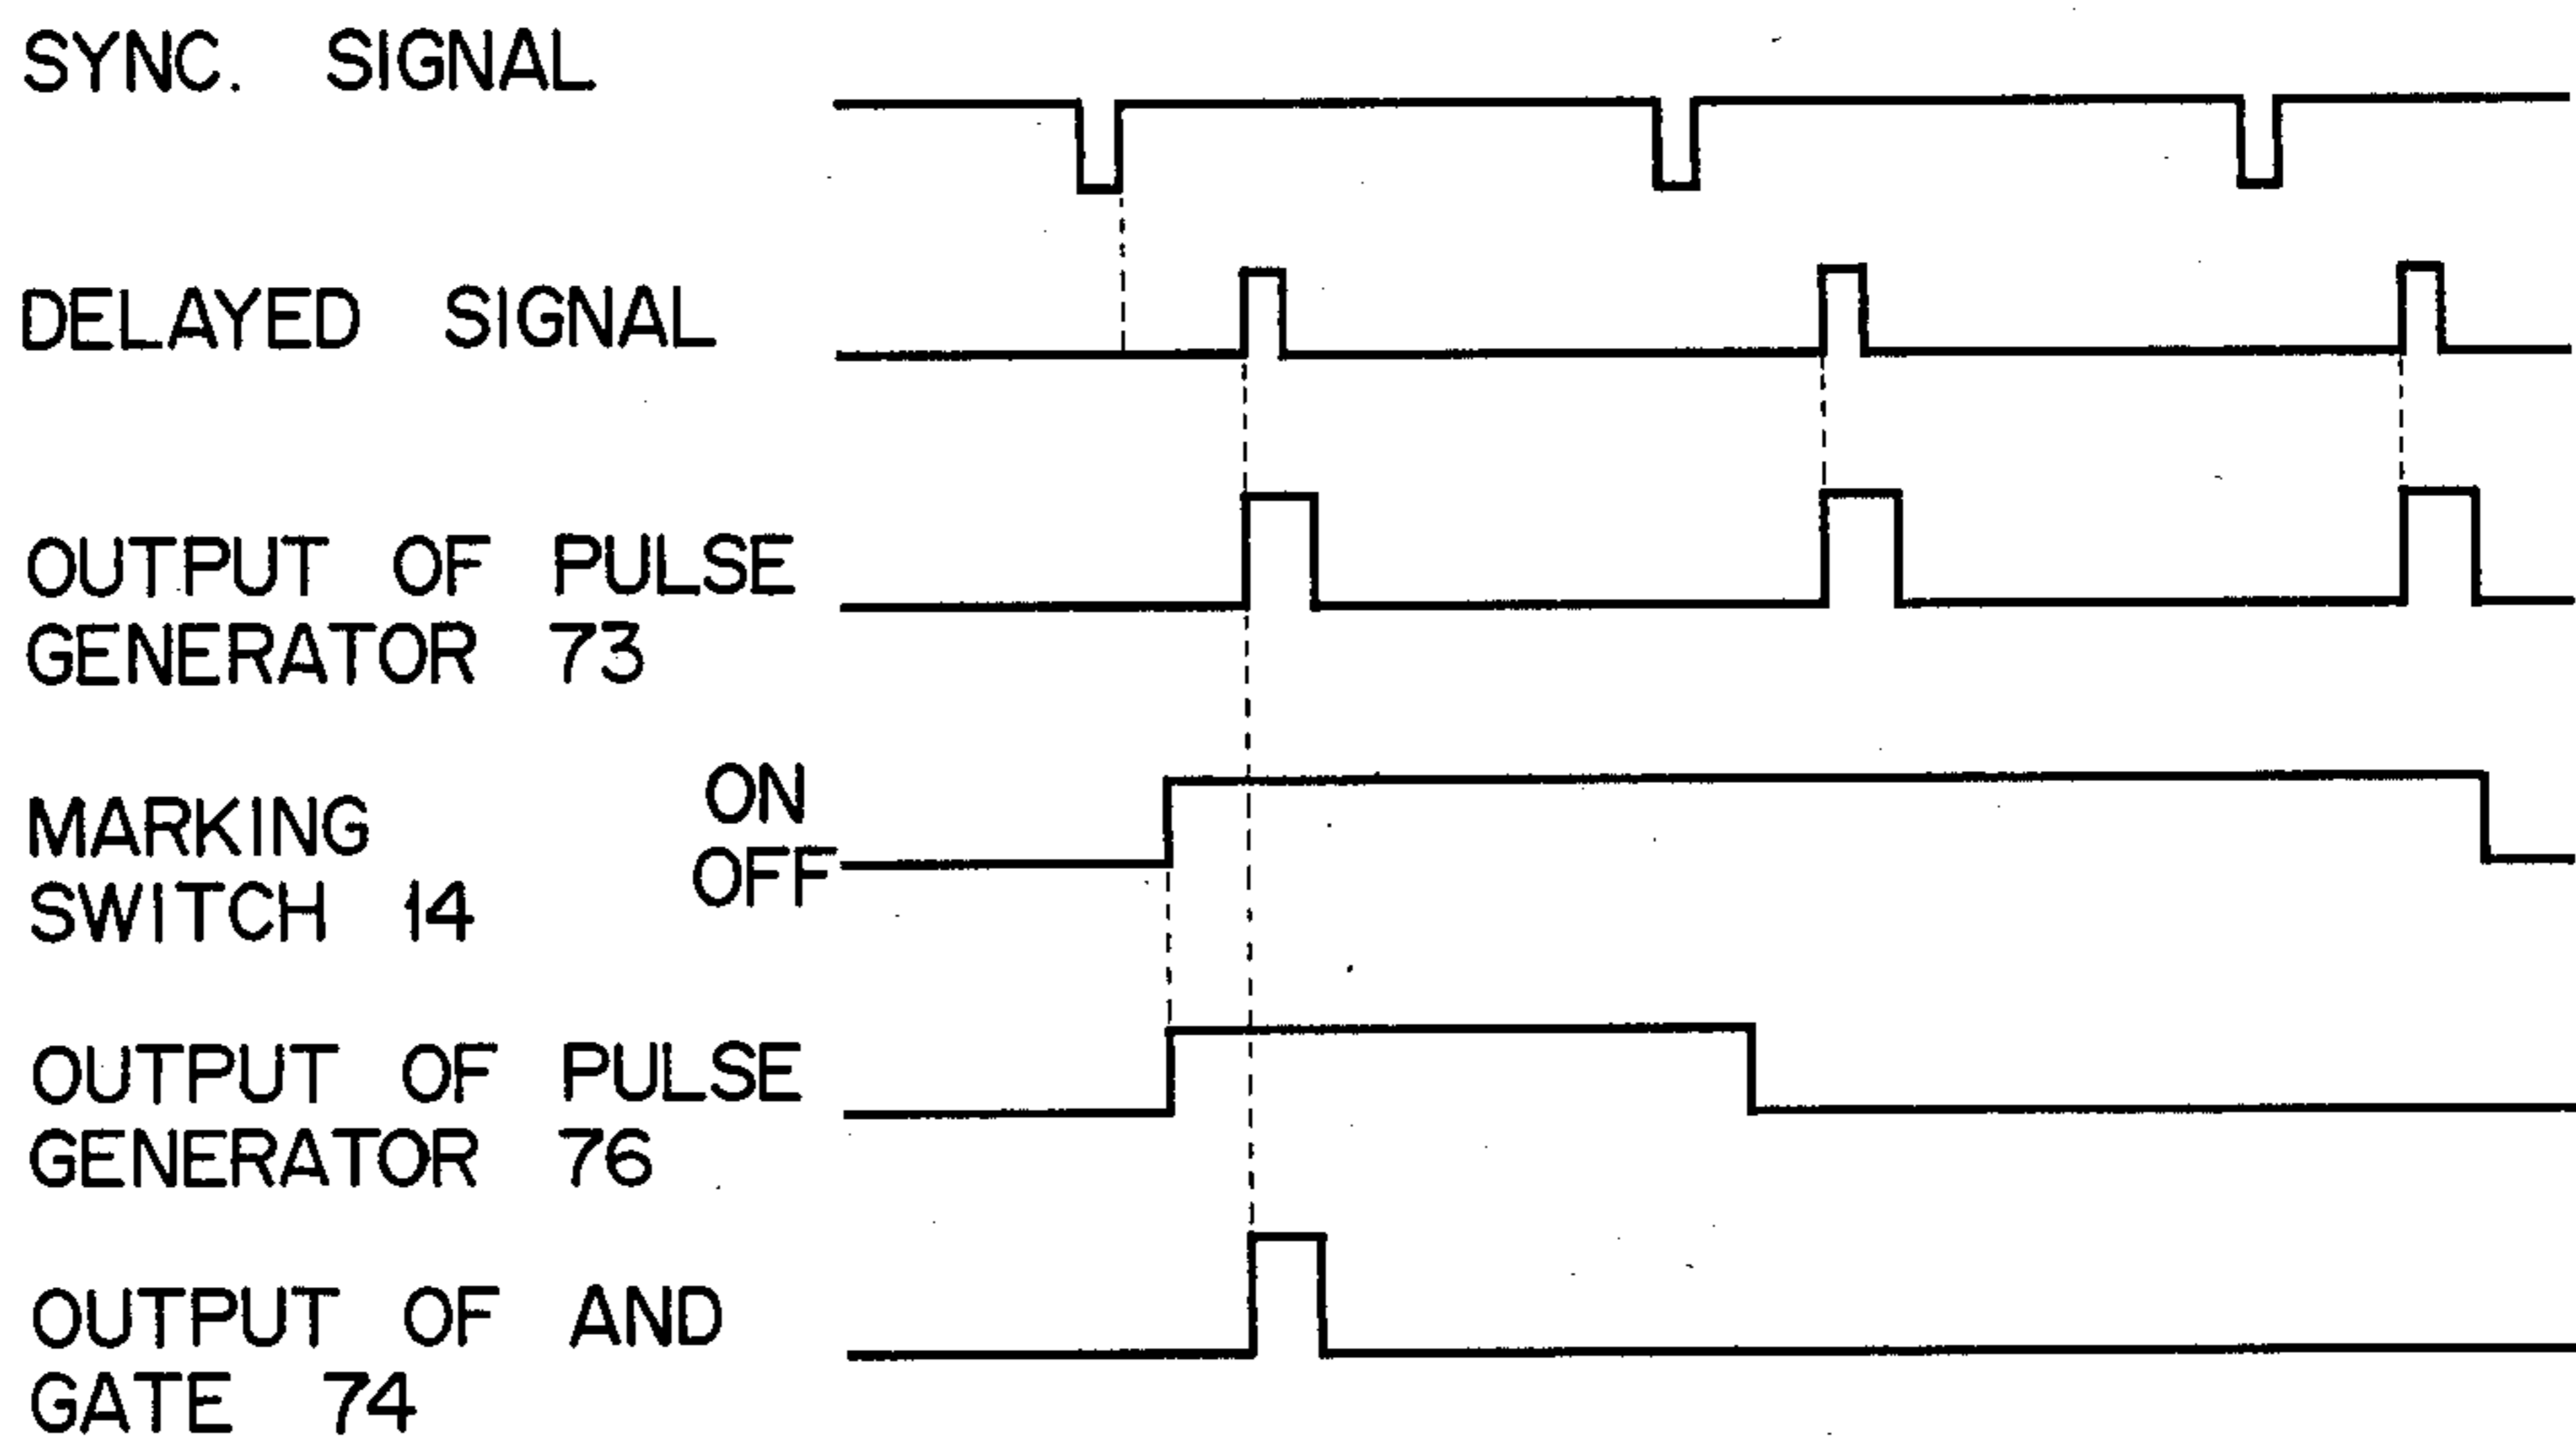 SYNC. SIGNAL
DELAYED SIGNAL
OUTPUT OF PULSE
GENERATOR 73
MARKING
SWITCH 14
ON
OFF
OUTPUT OF PULSE
GENERATOR 76
OUTPUT OF AND
GATE 74